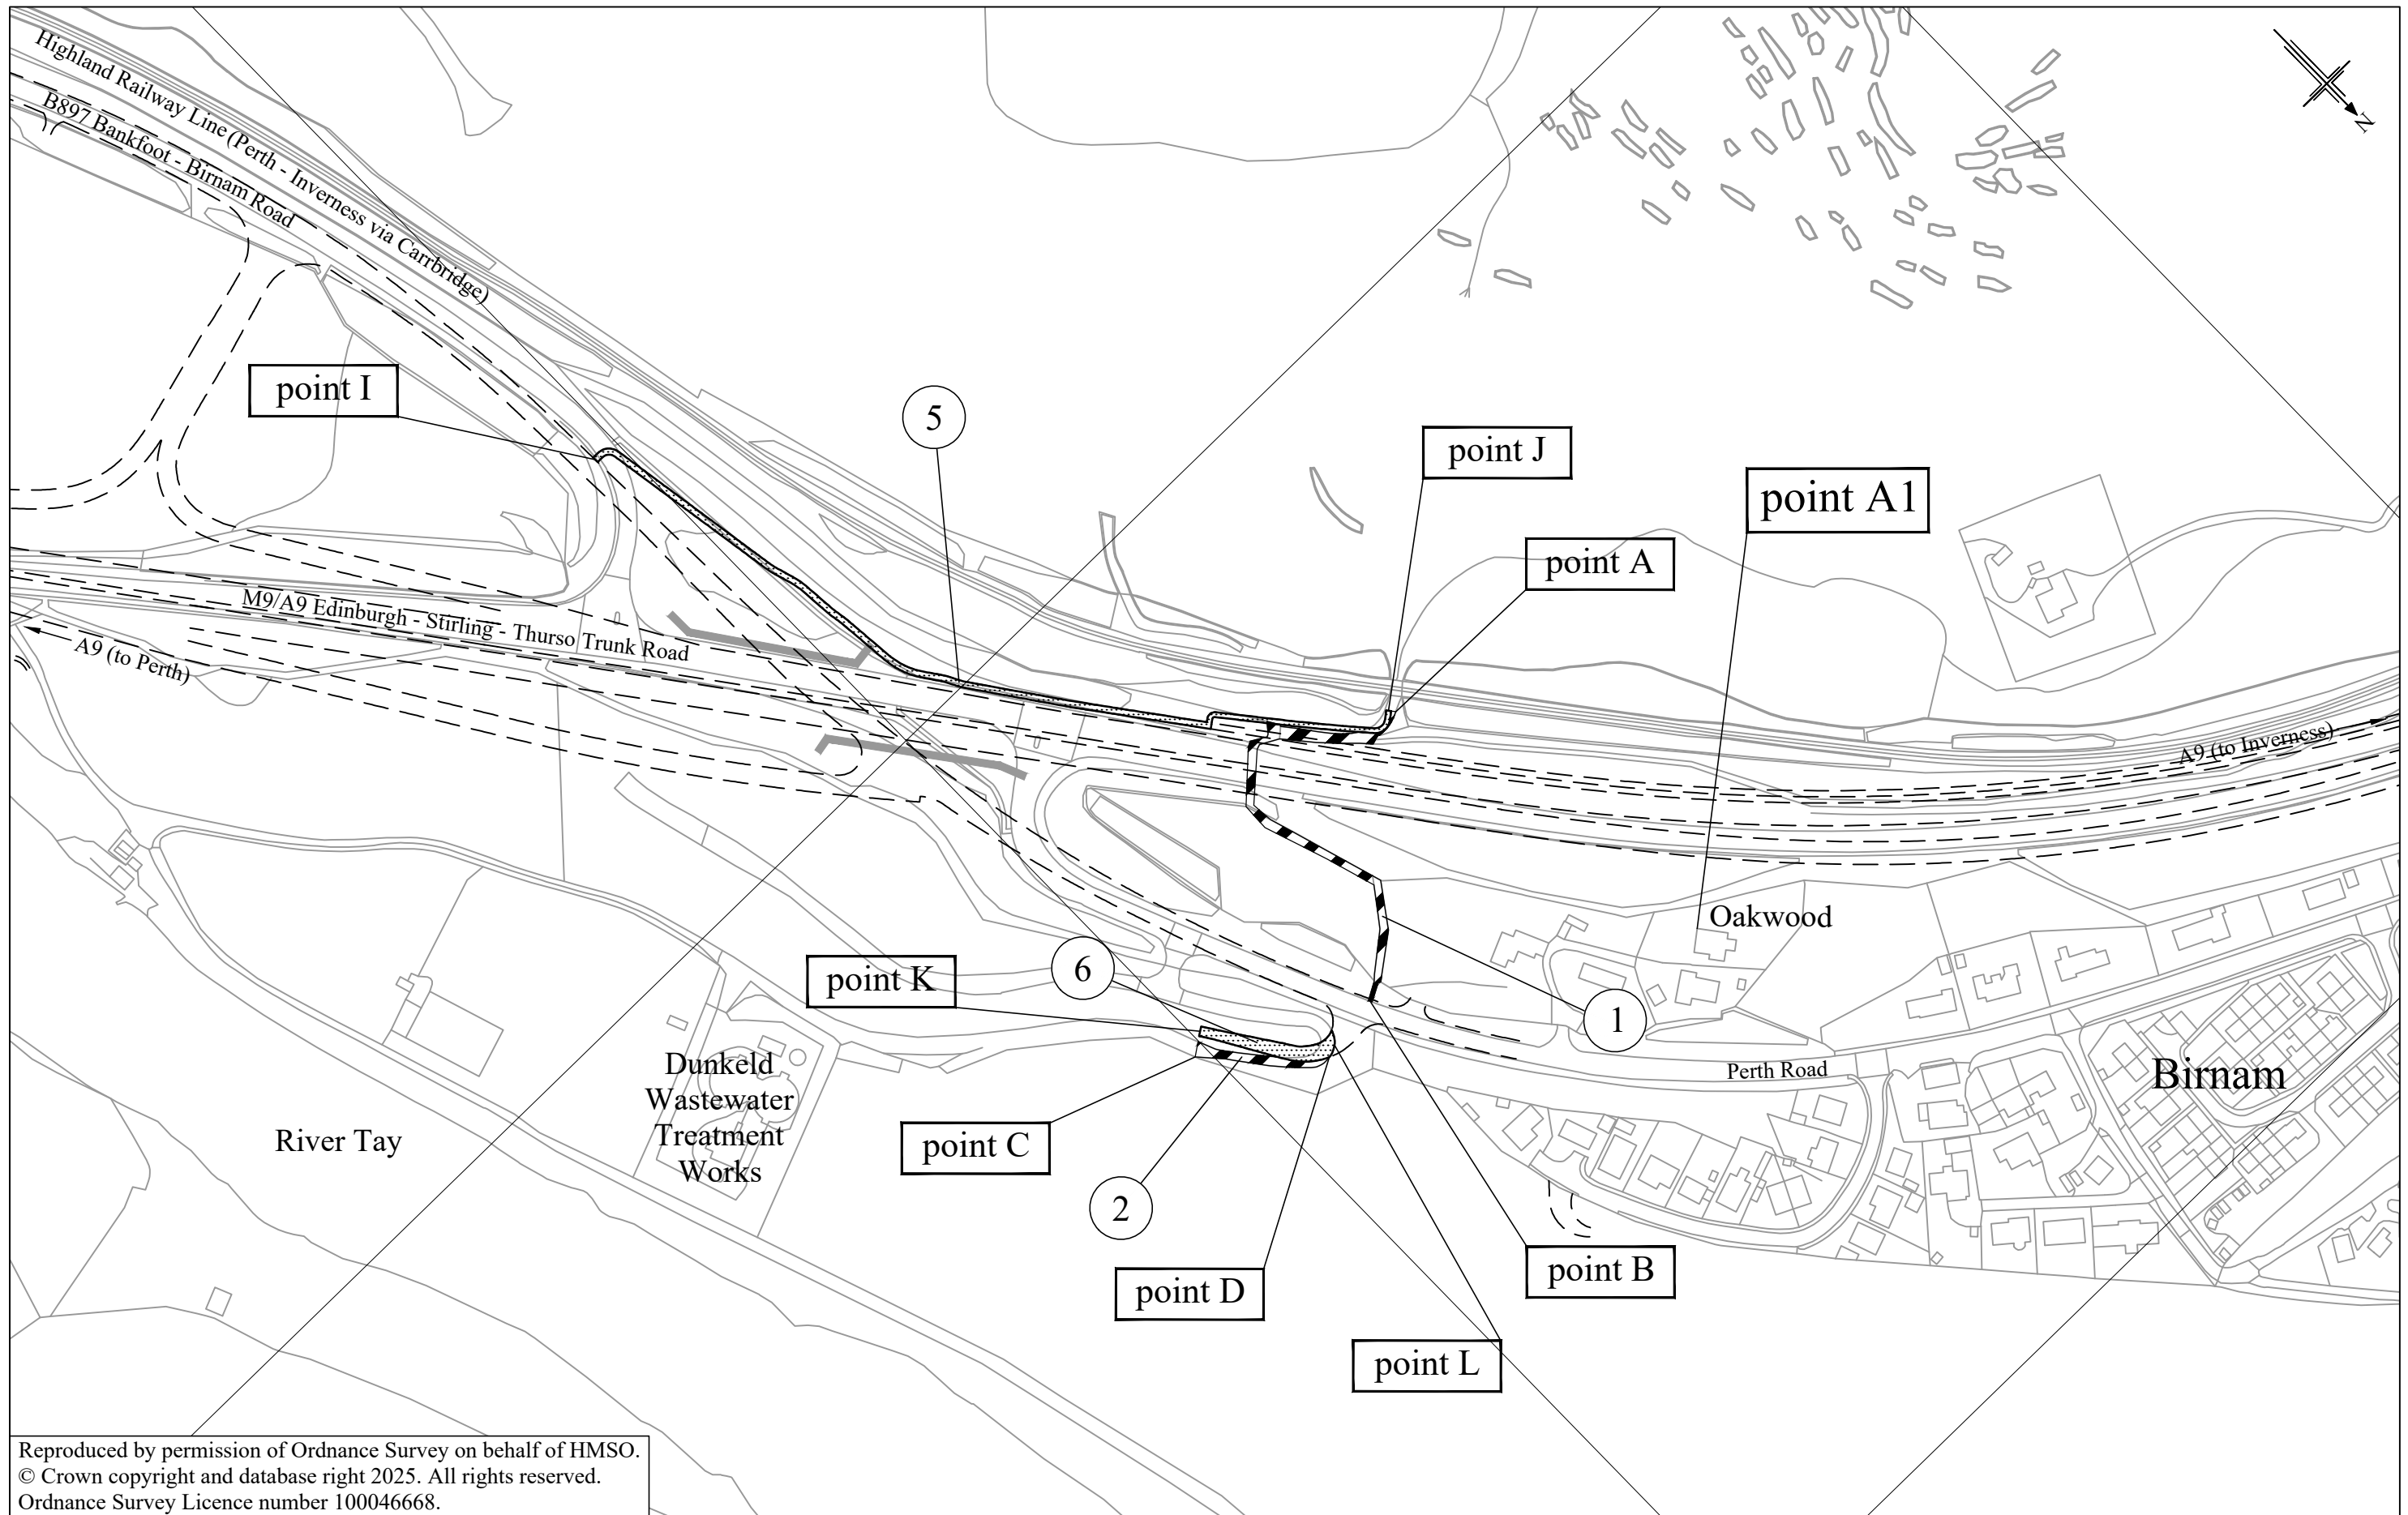 Highland Railway Line (Perth - Inverness via Carrbridge)
B897 Bankfoot - Birnam Road
N
point I
5
point J
point A1
point A
M9/A9 Edinburgh - Stirling - Thurso Trunk Road
A9 (to Perth)
A9 (to Inverness)
Oakwood
6
point K
1
Dunkeld
Wastewater
Treatment
Works
Perth Road
Birnam
River Tay
point C
2
point B
point D
point L
Reproduced by permission of Ordnance Survey on behalf of HMSO.
© Crown copyright and database right 2025. All rights reserved.
Ordnance Survey Licence number 100046668.